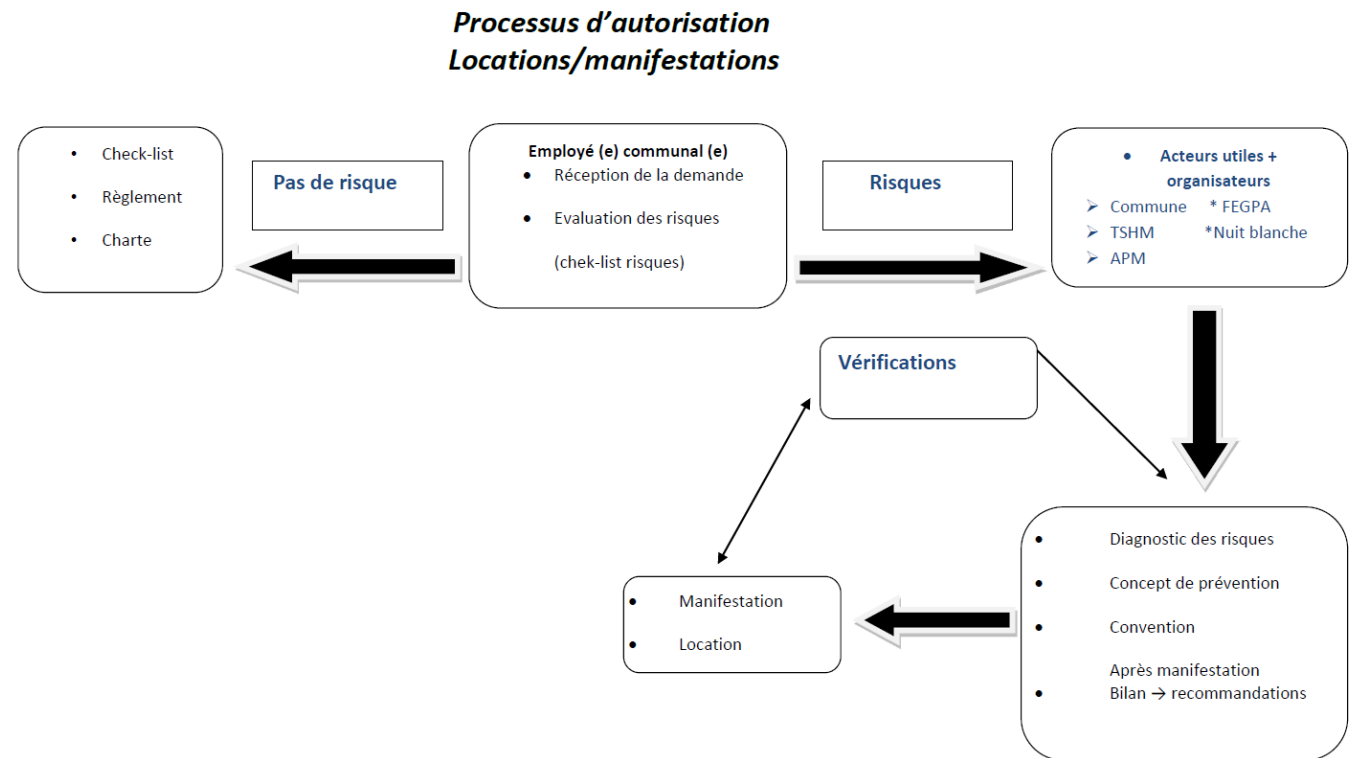 Processus d'autorisation
Locations/manifestations
• Check-list
• Règlement
• Charte
Pas de risque
Employé (e) communal (e)
• Réception de la demande
• Evaluation des risques
(chek-list risques)
Risques
• Acteurs utiles +
organisateurs
➢ Commune * FEGPA
➢ TSHM *Nuit blanche
➢ APM
Vérifications
• Diagnostic des risques
• Concept de prévention
• Convention
Après manifestation
• Bilan → recommandations
• Manifestation
• Location